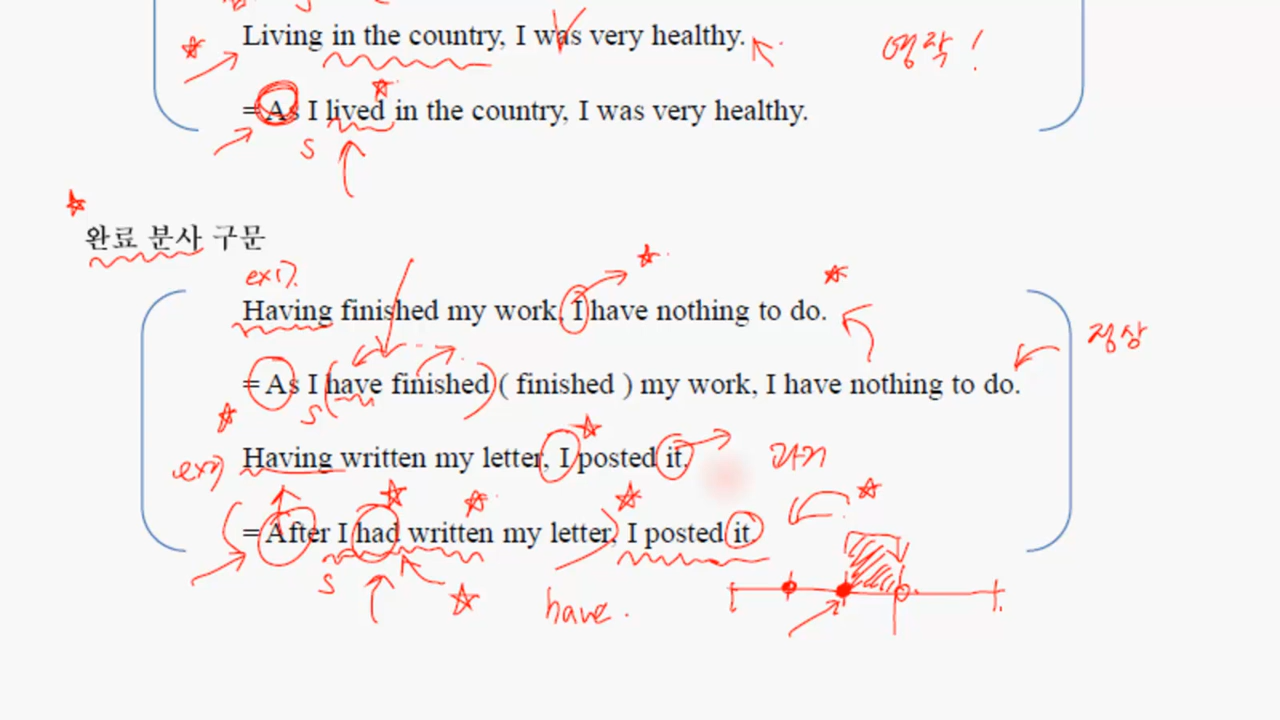 Living in the country, I was very healthy.
영작!
= As I lived in the country, I was very healthy.
S
완료 분사 구문
ex1).
Having finished my work, I have nothing to do.
정상
= As I have finished ( finished ) my work, I have nothing to do.
S
ex2) Having written my letter, I posted it.
과거
= After I had written my letter, I posted it.
S
have.